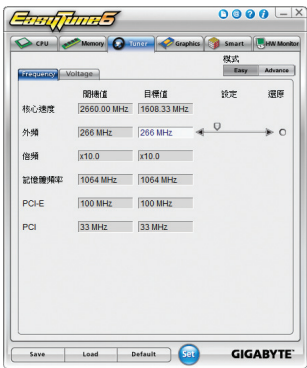 EasyTune6
CPU Memory Tuner Graphics Smart HW Monitor
模式
Easy Advance
Frequency Voltage
開機值 目標值 設定 還原
核心速度 2660.00 MHz 1608.33 MHz
外頻 266 MHz 266 MHz
倍頻 x10.0 x10.0
記憶體頻率 1064 MHz 1064 MHz
PCI-E 100 MHz 100 MHz
PCI 33 MHz 33 MHz
Save Load Default Set GIGABYTE